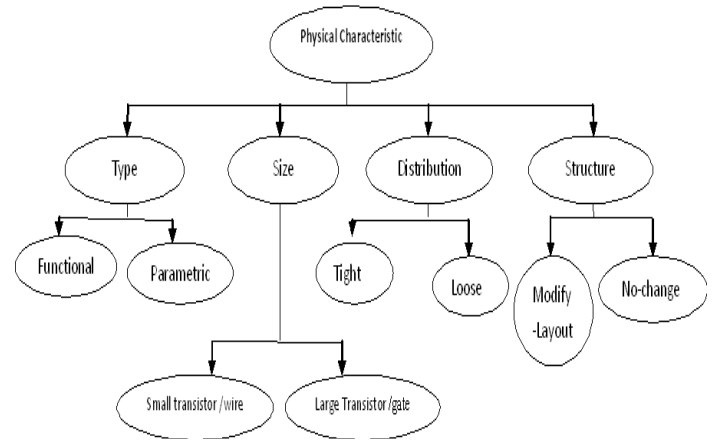 Physical Characteristic
Type
Size
Distribution
Structure
Functional
Parametric
Tight
Loose
Modify
-Layout
No-change
Small transistor /wire
Large Transistor /gate